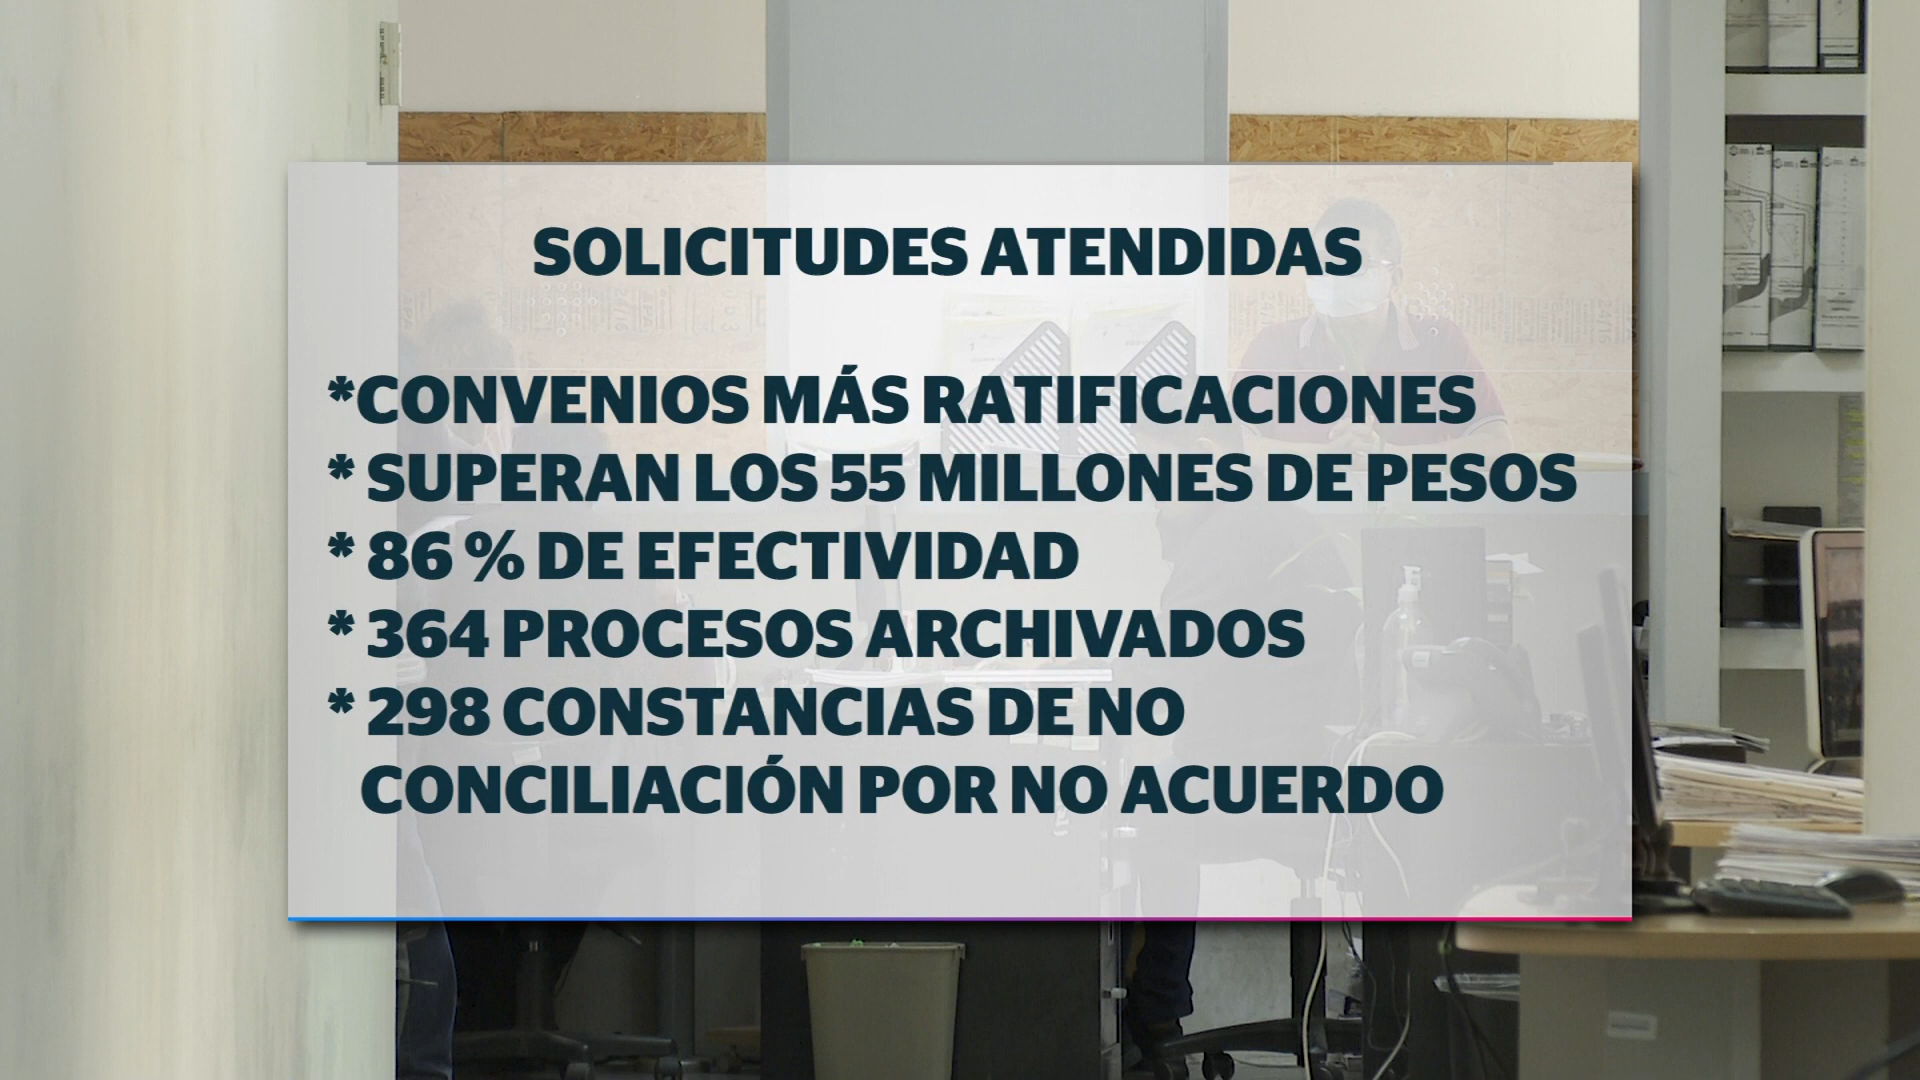 SOLICITUDES ATENDIDAS
*CONVENIOS MÁS RATIFICACIONES
* SUPERAN LOS 55 MILLONES DE PESOS
* 86 % DE EFECTIVIDAD
* 364 PROCESOS ARCHIVADOS
* 298 CONSTANCIAS DE NO
CONCILIACIÓN POR NO ACUERDO